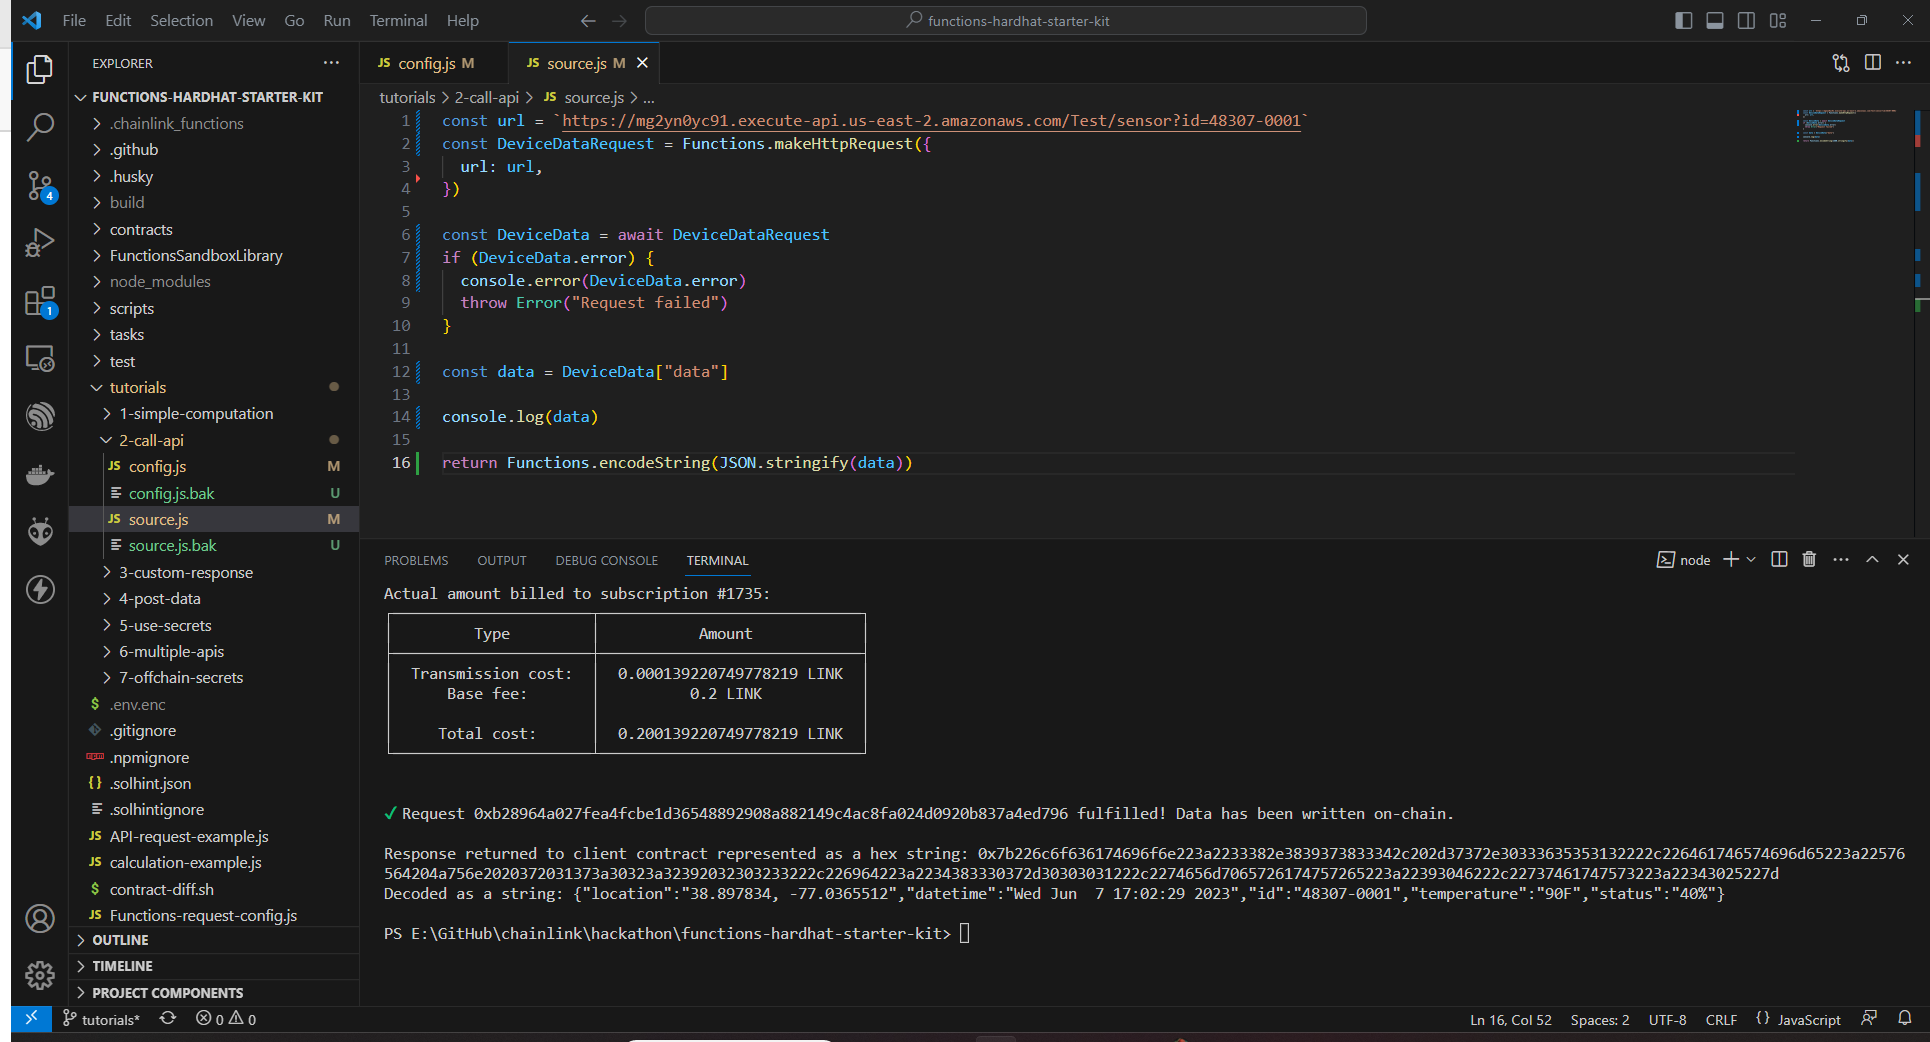 File Edit Selection View Go Run Terminal Help
functions-hardhat-starter-kit
EXPLORER
FUNCTIONS-HARDHAT-STARTER-KIT
.chainlink_functions
.github
.husky
build
contracts
FunctionsSandboxLibrary
node_modules
scripts
tasks
test
tutorials
1-simple-computation
2-call-api
JS config.js M
config.js.bak U
JS source.js M
source.js.bak U
3-custom-response
4-post-data
5-use-secrets
6-multiple-apis
7-offchain-secrets
$ .env.enc
.gitignore
.npmignore
{} .solhint.json
.solhintignore
JS API-request-example.js
JS calculation-example.js
$ contract-diff.sh
JS Functions-request-config.js
OUTLINE
TIMELINE
PROJECT COMPONENTS
4
1
JS config.js M
JS source.js M
tutorials > 2-call-api > JS source.js > ...
1 const url = `https://mg2yn0yc91.execute-api.us-east-2.amazonaws.com/Test/sensor?id=48307-0001`
2 const DeviceDataRequest = Functions.makeHttpRequest({
3 url: url,
4 })
5
6 const DeviceData = await DeviceDataRequest
7 if (DeviceData.error) {
8 console.error(DeviceData.error)
9 throw Error("Request failed")
10 }
11
12 const data = DeviceData["data"]
13
14 console.log(data)
15
16 return Functions.encodeString(JSON.stringify(data))
PROBLEMS OUTPUT DEBUG CONSOLE TERMINAL
node
Actual amount billed to subscription #1735:
Type Amount
Transmission cost: 0.000139220749778219 LINK
Base fee: 0.2 LINK
Total cost: 0.200139220749778219 LINK
✓ Request 0xb28964a027fea4fcbe1d36548892908a882149c4ac8fa024d0920b837a4ed796 fulfilled! Data has been written on-chain.
Response returned to client contract represented as a hex string: 0x7b226c6f636174696f6e223a2233382e3839373833342c202d37372e30333635353132222c226461746574696d65223a22576
564204a756e2020372031373a30323a32392032303233222c226964223a2234383330372d30303031222c2274656d7065726174757265223a22393046222c22737461747573223a22343025227d
Decoded as a string: {"location":"38.897834, -77.0365512","datetime":"Wed Jun  7 17:02:29 2023","id":"48307-0001","temperature":"90F","status":"40%"}
PS E:\GitHub\chainlink\hackathon\functions-hardhat-starter-kit>
tutorials* 0 0
Ln 16, Col 52 Spaces: 2 UTF-8 CRLF {} JavaScript